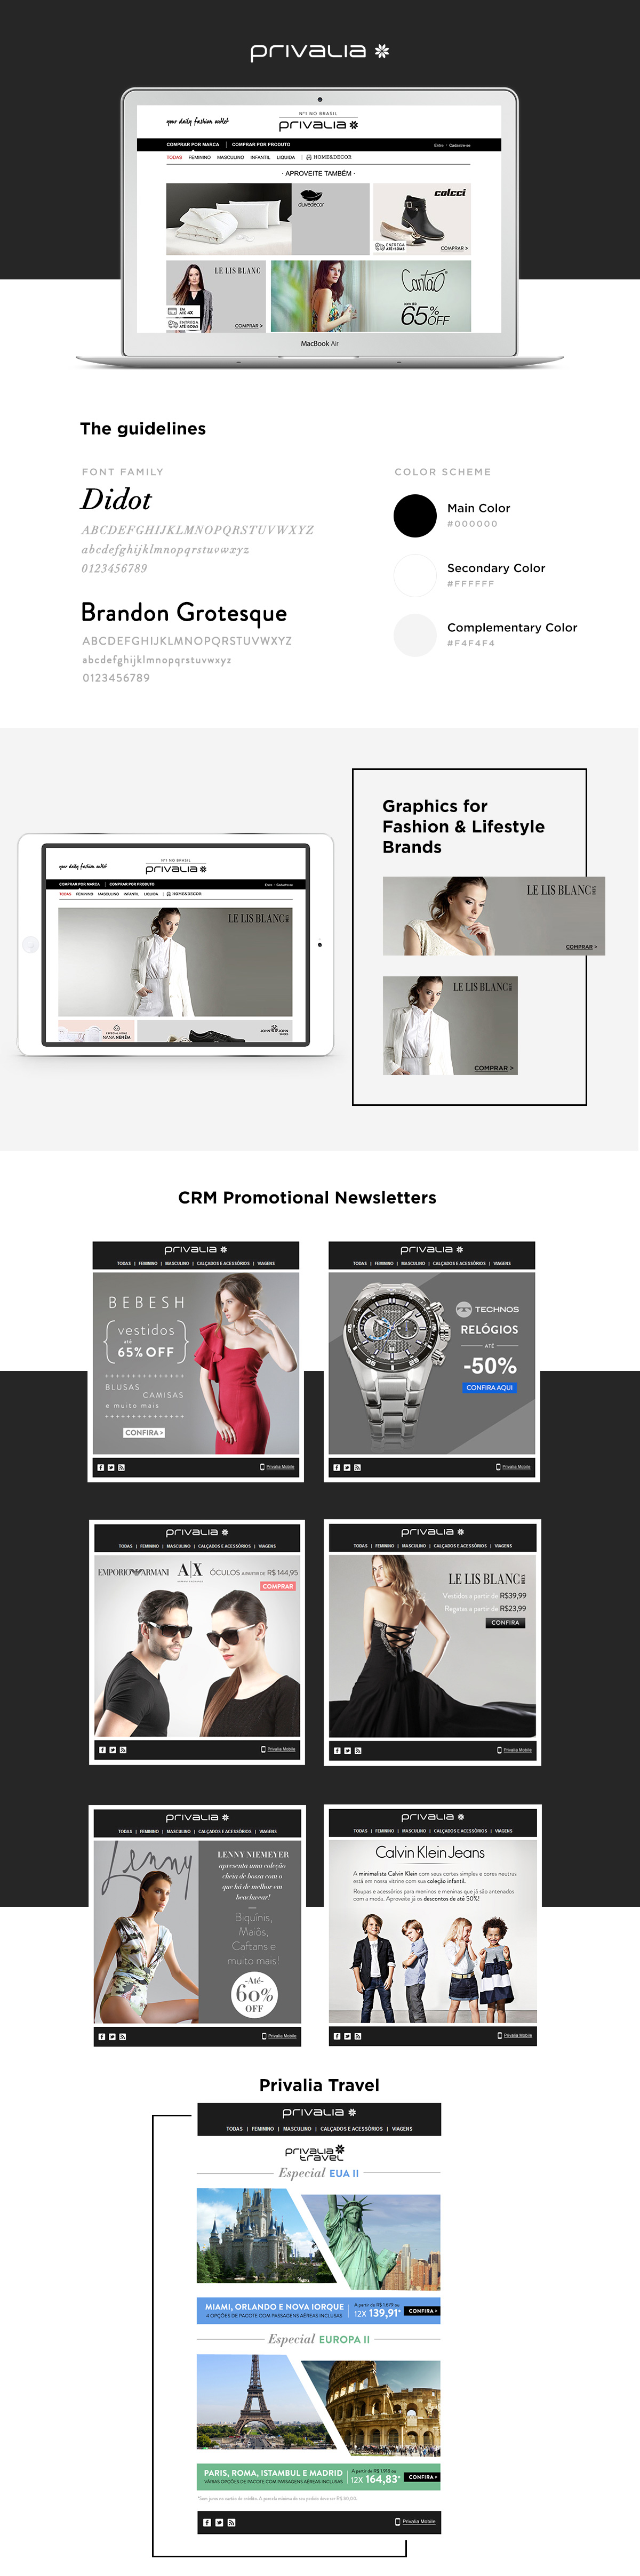 privalia
your daily fashion outlet
Nº1 NO BRASIL
privalia
COMPRAR POR MARCA | COMPRAR POR PRODUTO
Entre · Cadastre-se
TODAS FEMININO MASCULINO INFANTIL LIQUIDA | HOME&DECOR
· APROVEITE TAMBÉM ·
duvedecor
colcci
ENTREGA
COMPRAR >
LE LIS BLANC
EM
ATÉ 4X
ENTREGA
COMPRAR >
Cantão
65%
OFF
MacBook Air
The guidelines
FONT FAMILY
Didot
ABCDEFGHIJKLMNOPQRSTUVWXYZ
abcdefghijklmnopqrstuvwxyz
0123456789
Brandon Grotesque
ABCDEFGHIJKLMNOPQRSTUVWXYZ
abcdefghijklmnopqrstuvwxyz
0123456789
COLOR SCHEME
Main Color
#000000
Secondary Color
#FFFFFF
Complementary Color
#F4F4F4
your daily fashion outlet
Nº1 NO BRASIL
privalia
COMPRAR POR MARCA | COMPRAR POR PRODUTO
Entre · Cadastre-se
TODAS FEMININO MASCULINO INFANTIL LIQUIDA | HOME&DECOR
LE LIS BLANC
NANA NENÉM
JOHN JOHN
Graphics for
Fashion & Lifestyle
Brands
LE LIS BLANC
COMPRAR >
LE LIS BLANC
COMPRAR >
CRM Promotional Newsletters
privalia
TODAS | FEMININO | MASCULINO | CALÇADOS E ACESSÓRIOS | VIAGENS
BEBESH
vestidos
até
65% OFF
BLUSAS
CAMISAS
e muito mais
CONFIRA >
Privalia Mobile
privalia
TODAS | FEMININO | MASCULINO | CALÇADOS E ACESSÓRIOS | VIAGENS
TECHNOS
RELÓGIOS
ATÉ
-50%
CONFIRA AQUI
Privalia Mobile
privalia
TODAS | FEMININO | MASCULINO | CALÇADOS E ACESSÓRIOS | VIAGENS
EMPORIO ARMANI
A|X
ÓCULOS A PARTIR DE R$ 144,95
COMPRAR
Privalia Mobile
privalia
TODAS | FEMININO | MASCULINO | CALÇADOS E ACESSÓRIOS | VIAGENS
LE LIS BLANC
Vestidos a partir de R$39,99
Regatas a partir de R$23,99
CONFIRA
Privalia Mobile
privalia
TODAS | FEMININO | MASCULINO | CALÇADOS E ACESSÓRIOS | VIAGENS
Lenny
LENNY NIEMEYER
apresenta uma coleção
cheia de bossa com o
que há de melhor em
beachwear!
Biquínis,
Maiôs,
Caftans e
muito mais!
-Até-
60%
OFF
Privalia Mobile
privalia
TODAS | FEMININO | MASCULINO | CALÇADOS E ACESSÓRIOS | VIAGENS
Calvin Klein Jeans
A minimalista Calvin Klein com seus cortes simples e cores neutras
está em nossa vitrine com sua coleção infantil.
Roupas e acessórios para meninos e meninas que já são antenados
com a moda. Aproveite já os descontos de até 50%!
Privalia Mobile
Privalia Travel
privalia
TODAS | FEMININO | MASCULINO | CALÇADOS E ACESSÓRIOS | VIAGENS
privalia
travel
Especial EUA II
MIAMI, ORLANDO E NOVA IORQUE
4 OPÇÕES DE PACOTE COM PASSAGENS AÉREAS INCLUSAS
A partir de R$ 1.679 ou
12X 139,91*
CONFIRA >
Especial EUROPA II
PARIS, ROMA, ISTAMBUL E MADRID
VÁRIAS OPÇÕES DE PACOTE COM PASSAGENS AÉREAS INCLUSAS
A partir de R$ 1.978 ou
12X 164,83*
CONFIRA >
Privalia Mobile